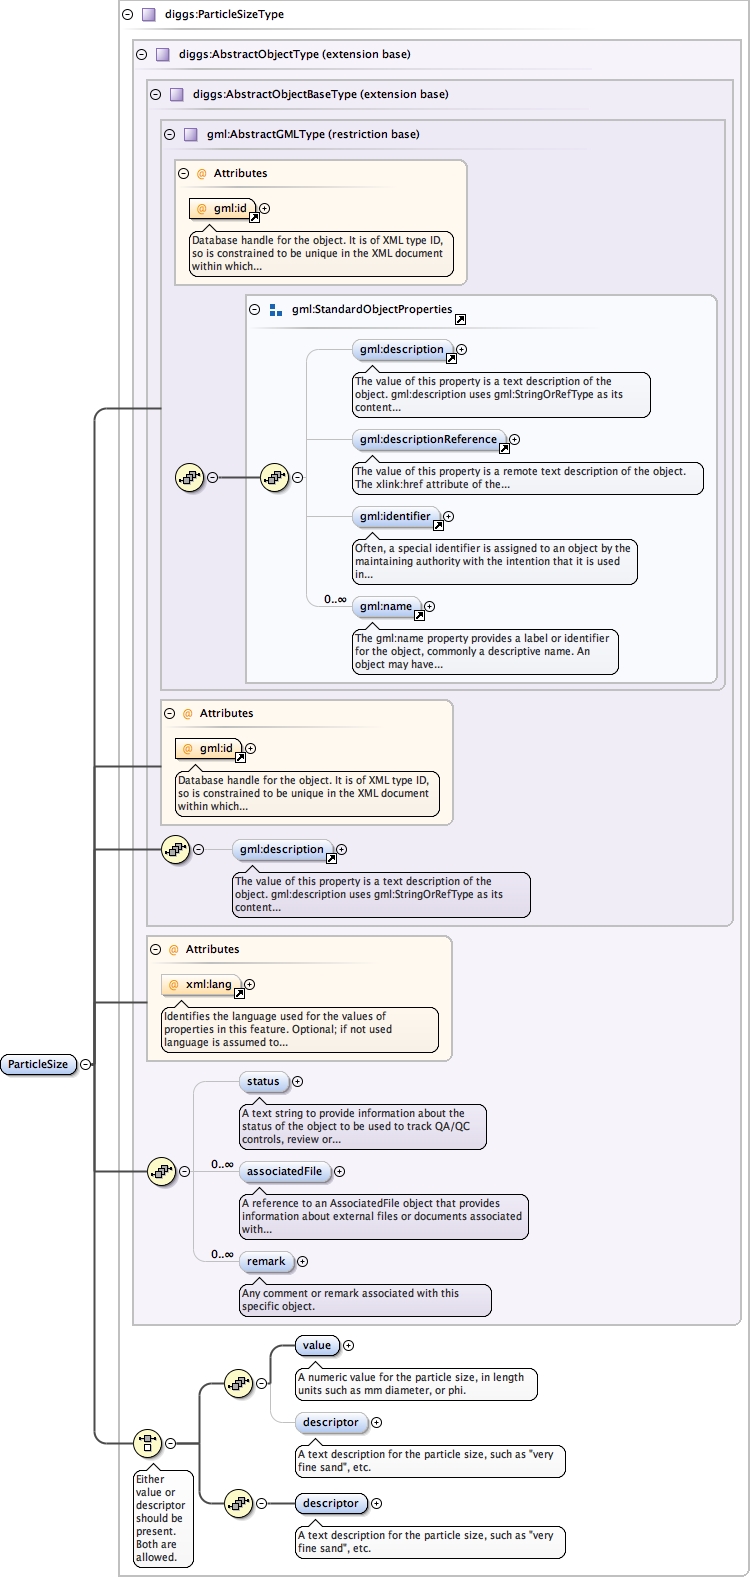 diggs:ParticleSizeType
diggs:AbstractObjectType (extension base)
diggs:AbstractObjectBaseType (extension base)
gml:AbstractGMLType (restriction base)
@ Attributes
@ gml:id
Database handle for the object. It is of XML type ID,
so is constrained to be unique in the XML document
within which...
gml:StandardObjectProperties
gml:description
The value of this property is a text description of the
object. gml:description uses gml:StringOrRefType as its
content...
gml:descriptionReference
The value of this property is a remote text description of the object.
The xlink:href attribute of the...
gml:identifier
Often, a special identifier is assigned to an object by the
maintaining authority with the intention that it is used
in...
0..∞
gml:name
The gml:name property provides a label or identifier
for the object, commonly a descriptive name. An
object may have...
@ Attributes
@ gml:id
Database handle for the object. It is of XML type ID,
so is constrained to be unique in the XML document
within which...
gml:description
The value of this property is a text description of the
object. gml:description uses gml:StringOrRefType as its
content...
@ Attributes
@ xml:lang
Identifies the language used for the values of
properties in this feature. Optional; if not used
language is assumed to...
ParticleSize
status
A text string to provide information about the
status of the object to be used to track QA/QC
controls, review or...
0..∞
associatedFile
A reference to an AssociatedFile object that provides
information about external files or documents associated
with...
0..∞
remark
Any comment or remark associated with this
specific object.
value
A numeric value for the particle size, in length
units such as mm diameter, or phi.
descriptor
A text description for the particle size, such as "very
fine sand", etc.
Either
value or
descriptor
should be
present.
Both are
allowed.
descriptor
A text description for the particle size, such as "very
fine sand", etc.